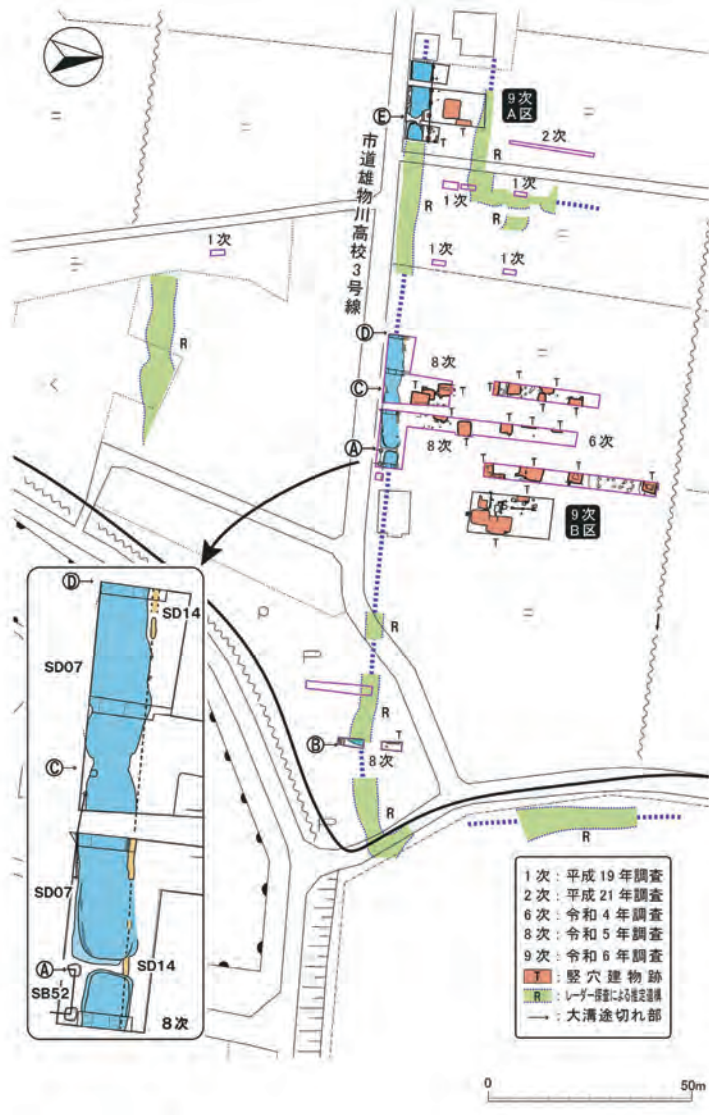 9次
A区
E
2次
市道雄物川高校3号線
T
R
1次
1次
R
R
1次
1次
1次
R
D
8次
T
C
A
8次
6次
9次
B区
R
R
B
T
8次
R
R
D
SD14
SD07
C
SD07
A
SD14
SB52
8次
1次：平成19年調査
2次：平成21年調査
6次：令和4年調査
8次：令和5年調査
9次：令和6年調査
T：竪穴建物跡
R：レーダー探査による推定遺構
→：大溝途切れ部
0 50m